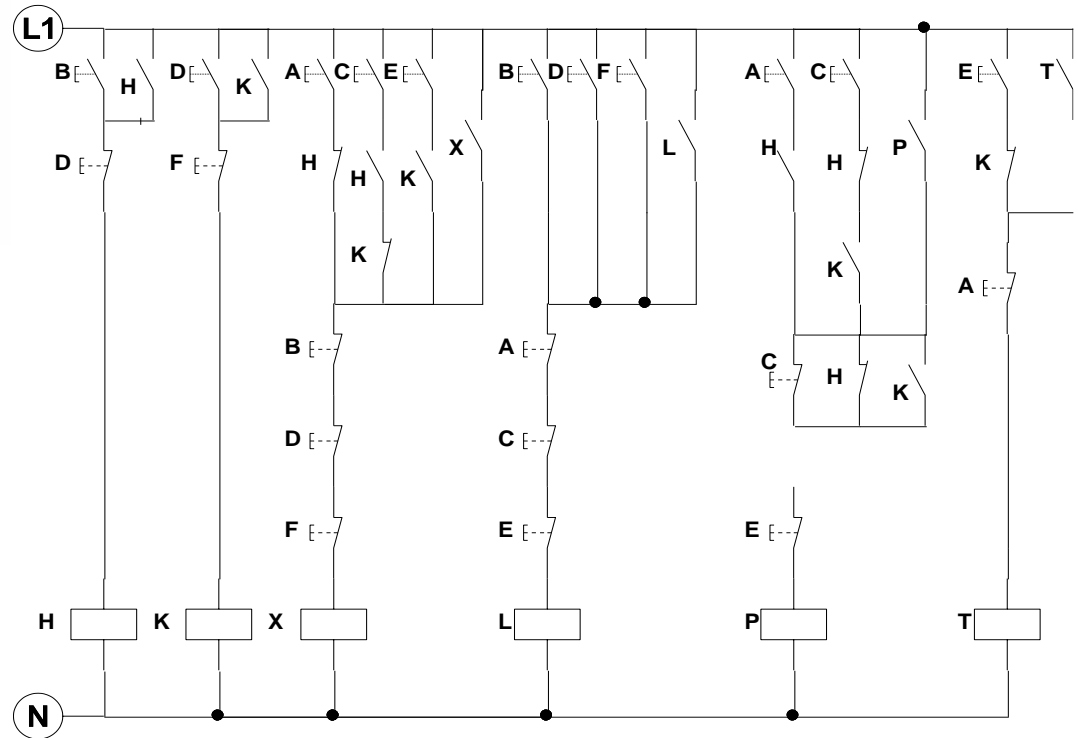 L1
B H D K A C E B D F A C E T
X L P
D F H H K H H K
K K A
B A C H K
D C
F E E
H K X L P T
N